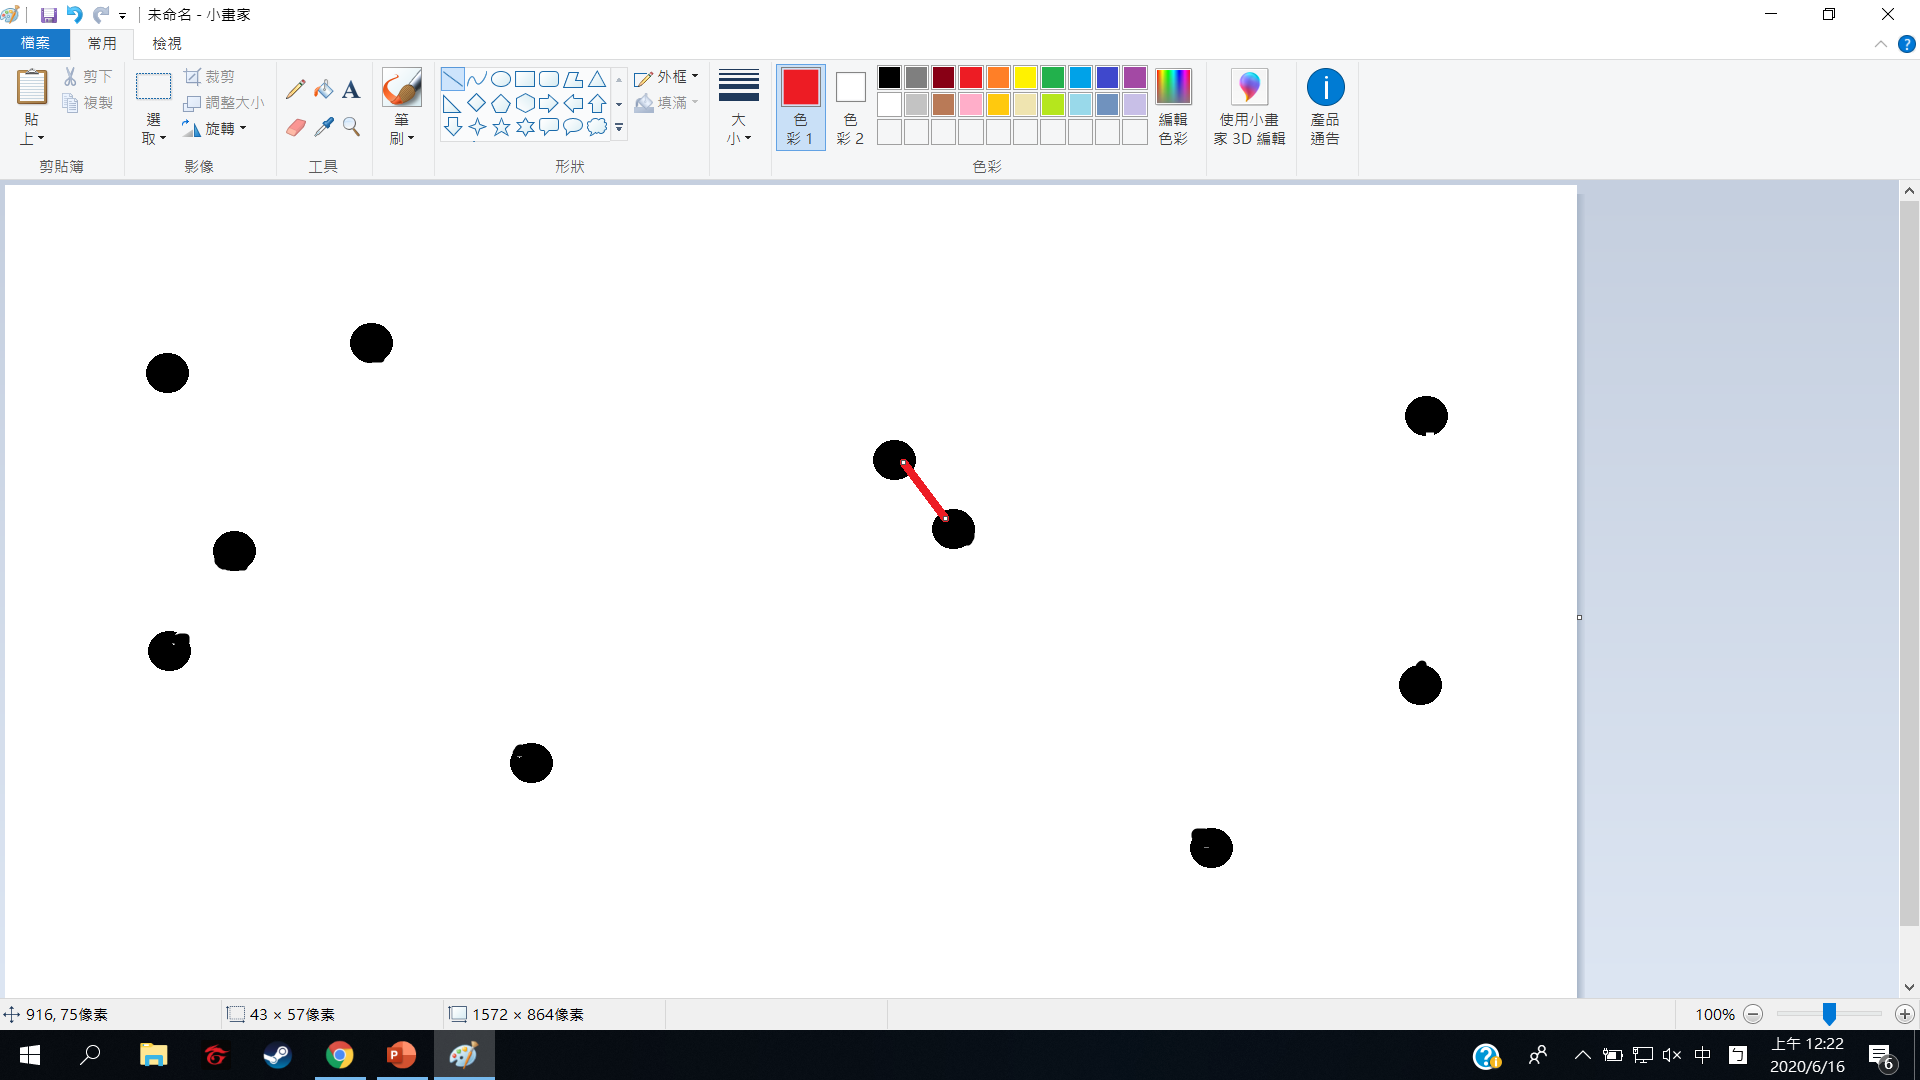 未命名 - 小畫家
檔案 常用 檢視
貼上
剪下
複製
剪貼簿
選取
裁剪
調整大小
旋轉
影像
A
工具
筆刷
外框
填滿
形狀
大小
色彩 1
色彩 2
編輯色彩
色彩
使用小畫家 3D 編輯
產品通告
916, 75像素
43 × 57像素
1572 × 864像素
100%
中
ㄅ
上午 12:22
2020/6/16
6